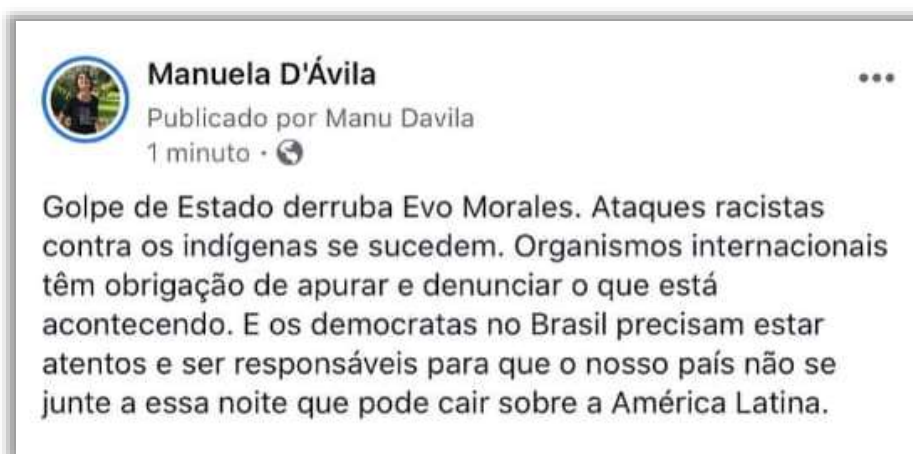 Manuela D'Ávila
Publicado por Manu Davila
1 minuto ·
Golpe de Estado derruba Evo Morales. Ataques racistas
contra os indígenas se sucedem. Organismos internacionais
têm obrigação de apurar e denunciar o que está
acontecendo. E os democratas no Brasil precisam estar
atentos e ser responsáveis para que o nosso país não se
junte a essa noite que pode cair sobre a América Latina.